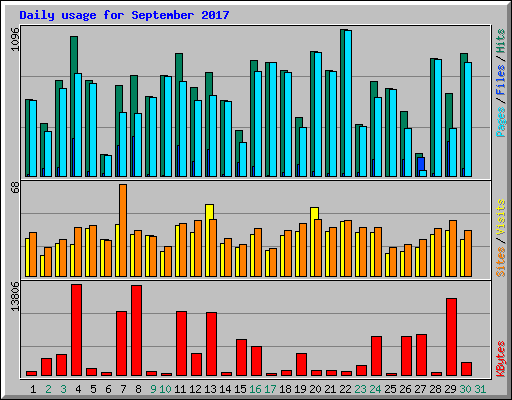 Daily usage for September 2017
1096
Pages / Files / Hits
68
Sites / Visits
13806
KBytes
1 2 3 4 5 6 7 8 9 10 11 12 13 14 15 16 17 18 19 20 21 22 23 24 25 26 27 28 29 30 31